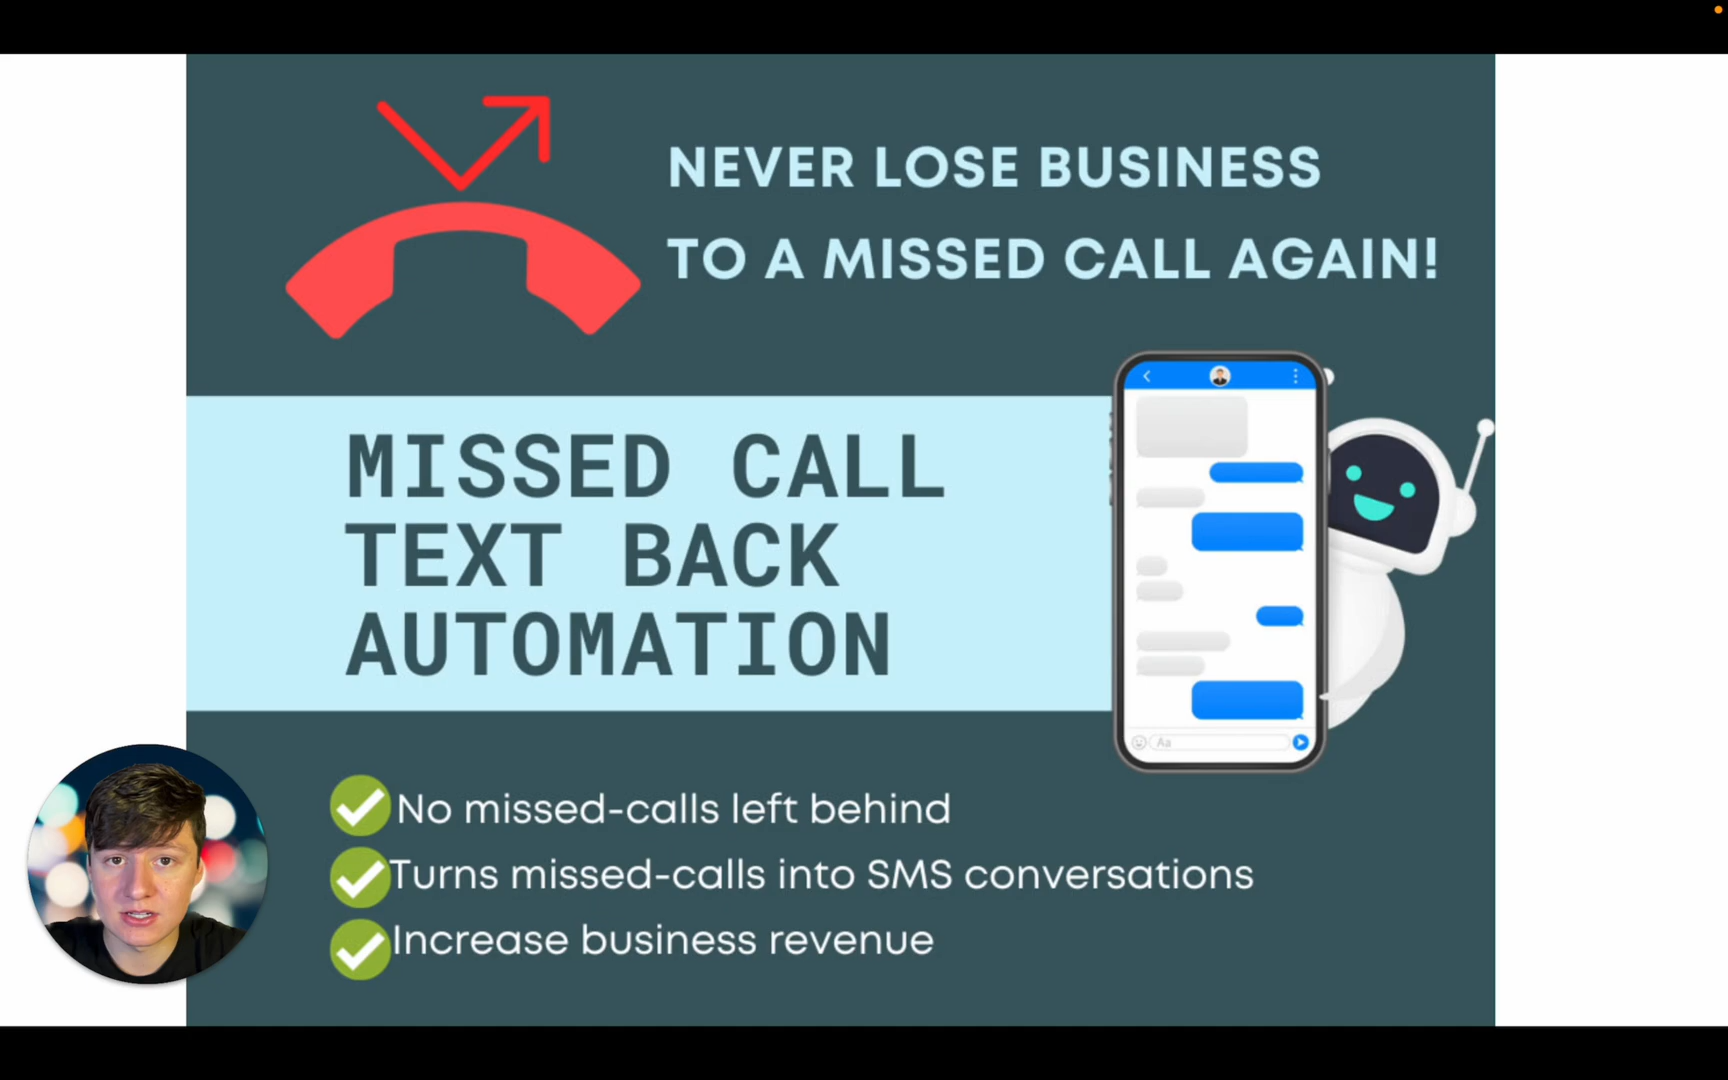 NEVER LOSE BUSINESS
TO A MISSED CALL AGAIN!
MISSED CALL
TEXT BACK
AUTOMATION
Aa
No missed-calls left behind
Turns missed-calls into SMS conversations
Increase business revenue